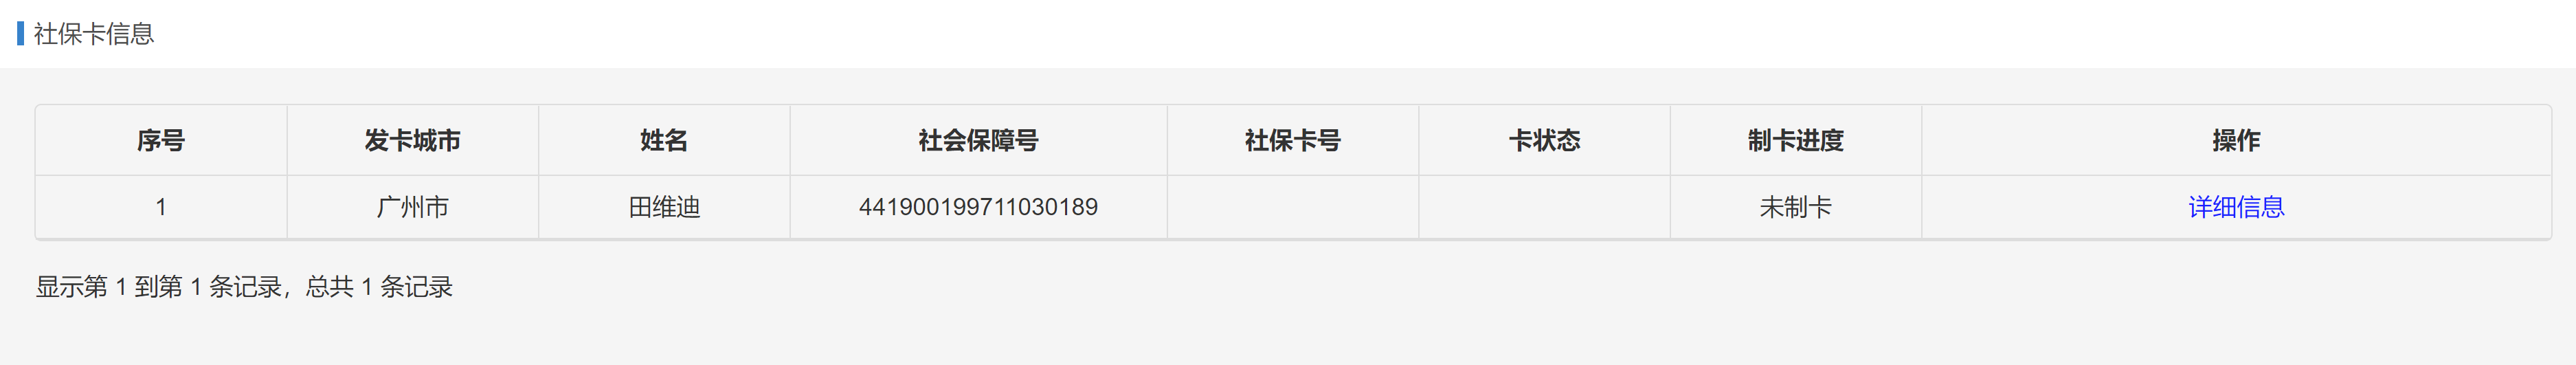 社保卡信息
序号 发卡城市 姓名 社会保障号 社保卡号 卡状态 制卡进度 操作
1 广州市 田维迪 441900199711030189 未制卡 详细信息
显示第 1 到第 1 条记录，总共 1 条记录